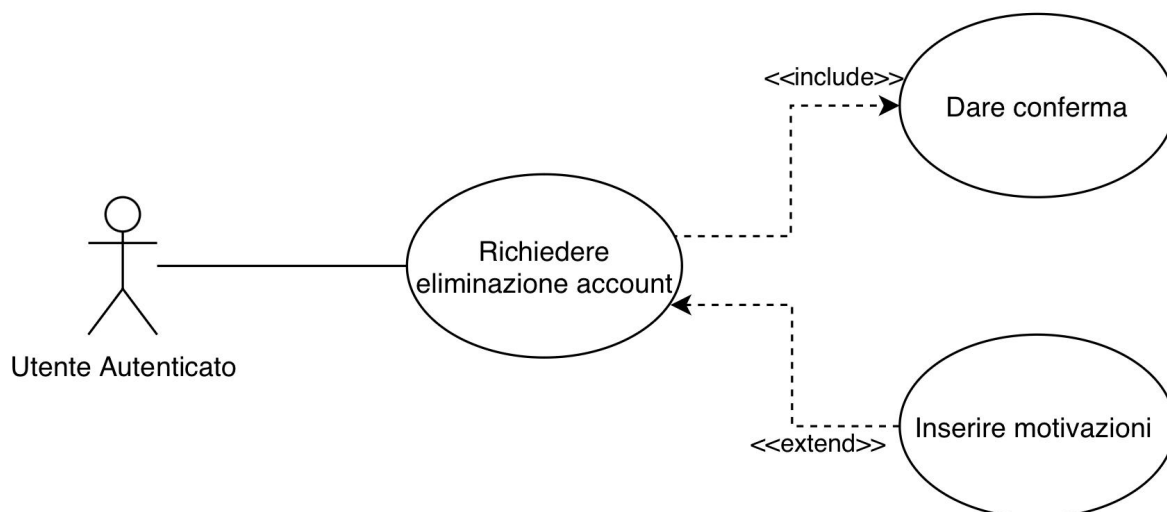 <<include>>
Dare conferma
Richiedere
eliminazione account
Utente Autenticato
<<extend>>
Inserire motivazioni